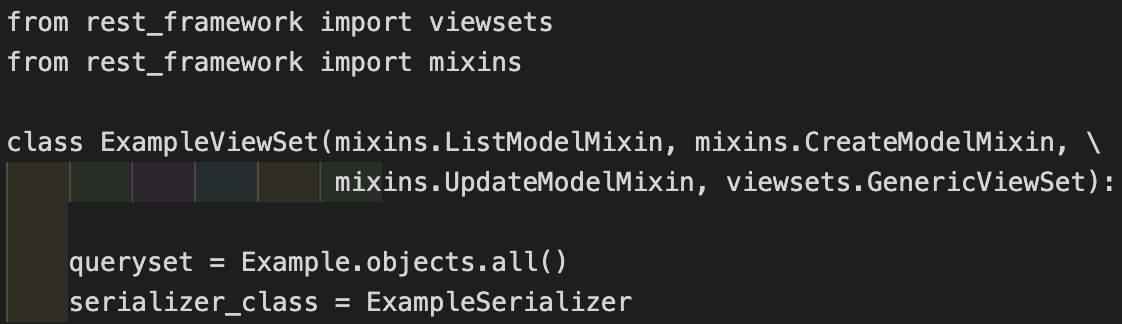 from rest_framework import viewsets
from rest_framework import mixins
class ExampleViewSet(mixins.ListModelMixin, mixins.CreateModelMixin, \
mixins.UpdateModelMixin, viewsets.GenericViewSet):
queryset = Example.objects.all()
serializer_class = ExampleSerializer